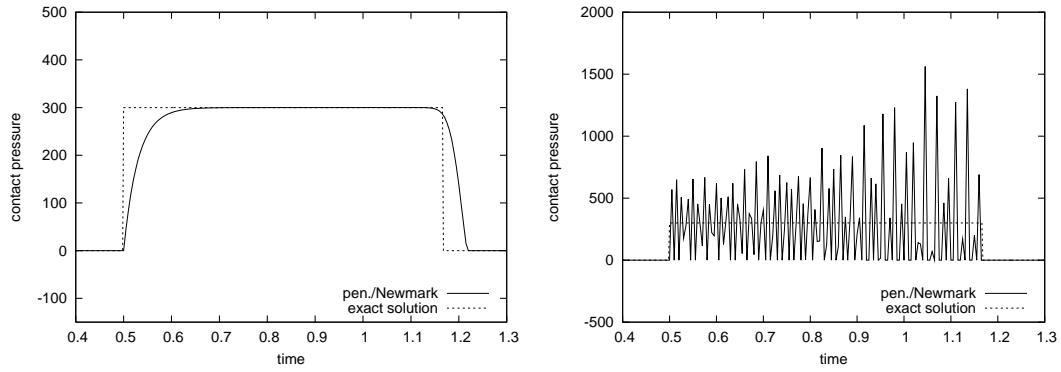 500
400
300
200
100
0
-100
contact pressure
pen./Newmark
exact solution
0.4 0.5 0.6 0.7 0.8 0.9 1 1.1 1.2 1.3
time
2000
1500
1000
500
0
-500
contact pressure
pen./Newmark
exact solution
0.4 0.5 0.6 0.7 0.8 0.9 1 1.1 1.2 1.3
time